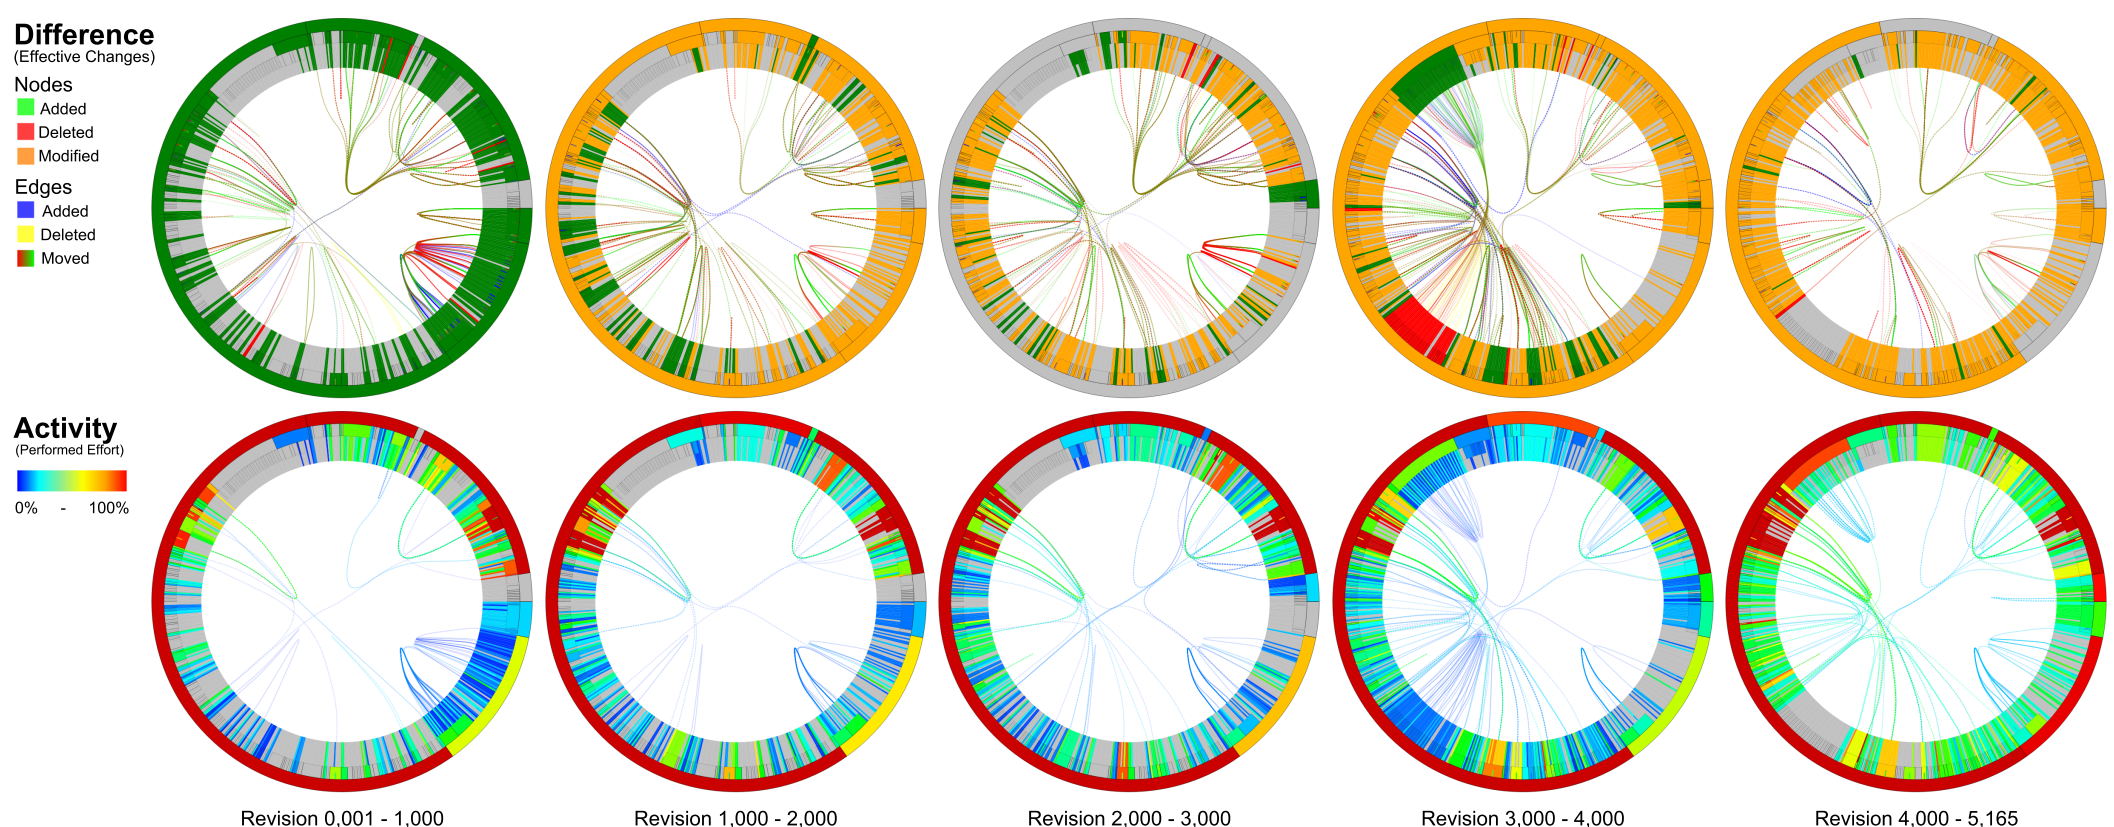 Difference
(Effective Changes)
Nodes
Added
Deleted
Modified
Edges
Added
Deleted
Moved
Activity
(Performed Effort)
0% - 100%
Revision 0,001 - 1,000
Revision 1,000 - 2,000
Revision 2,000 - 3,000
Revision 3,000 - 4,000
Revision 4,000 - 5,165